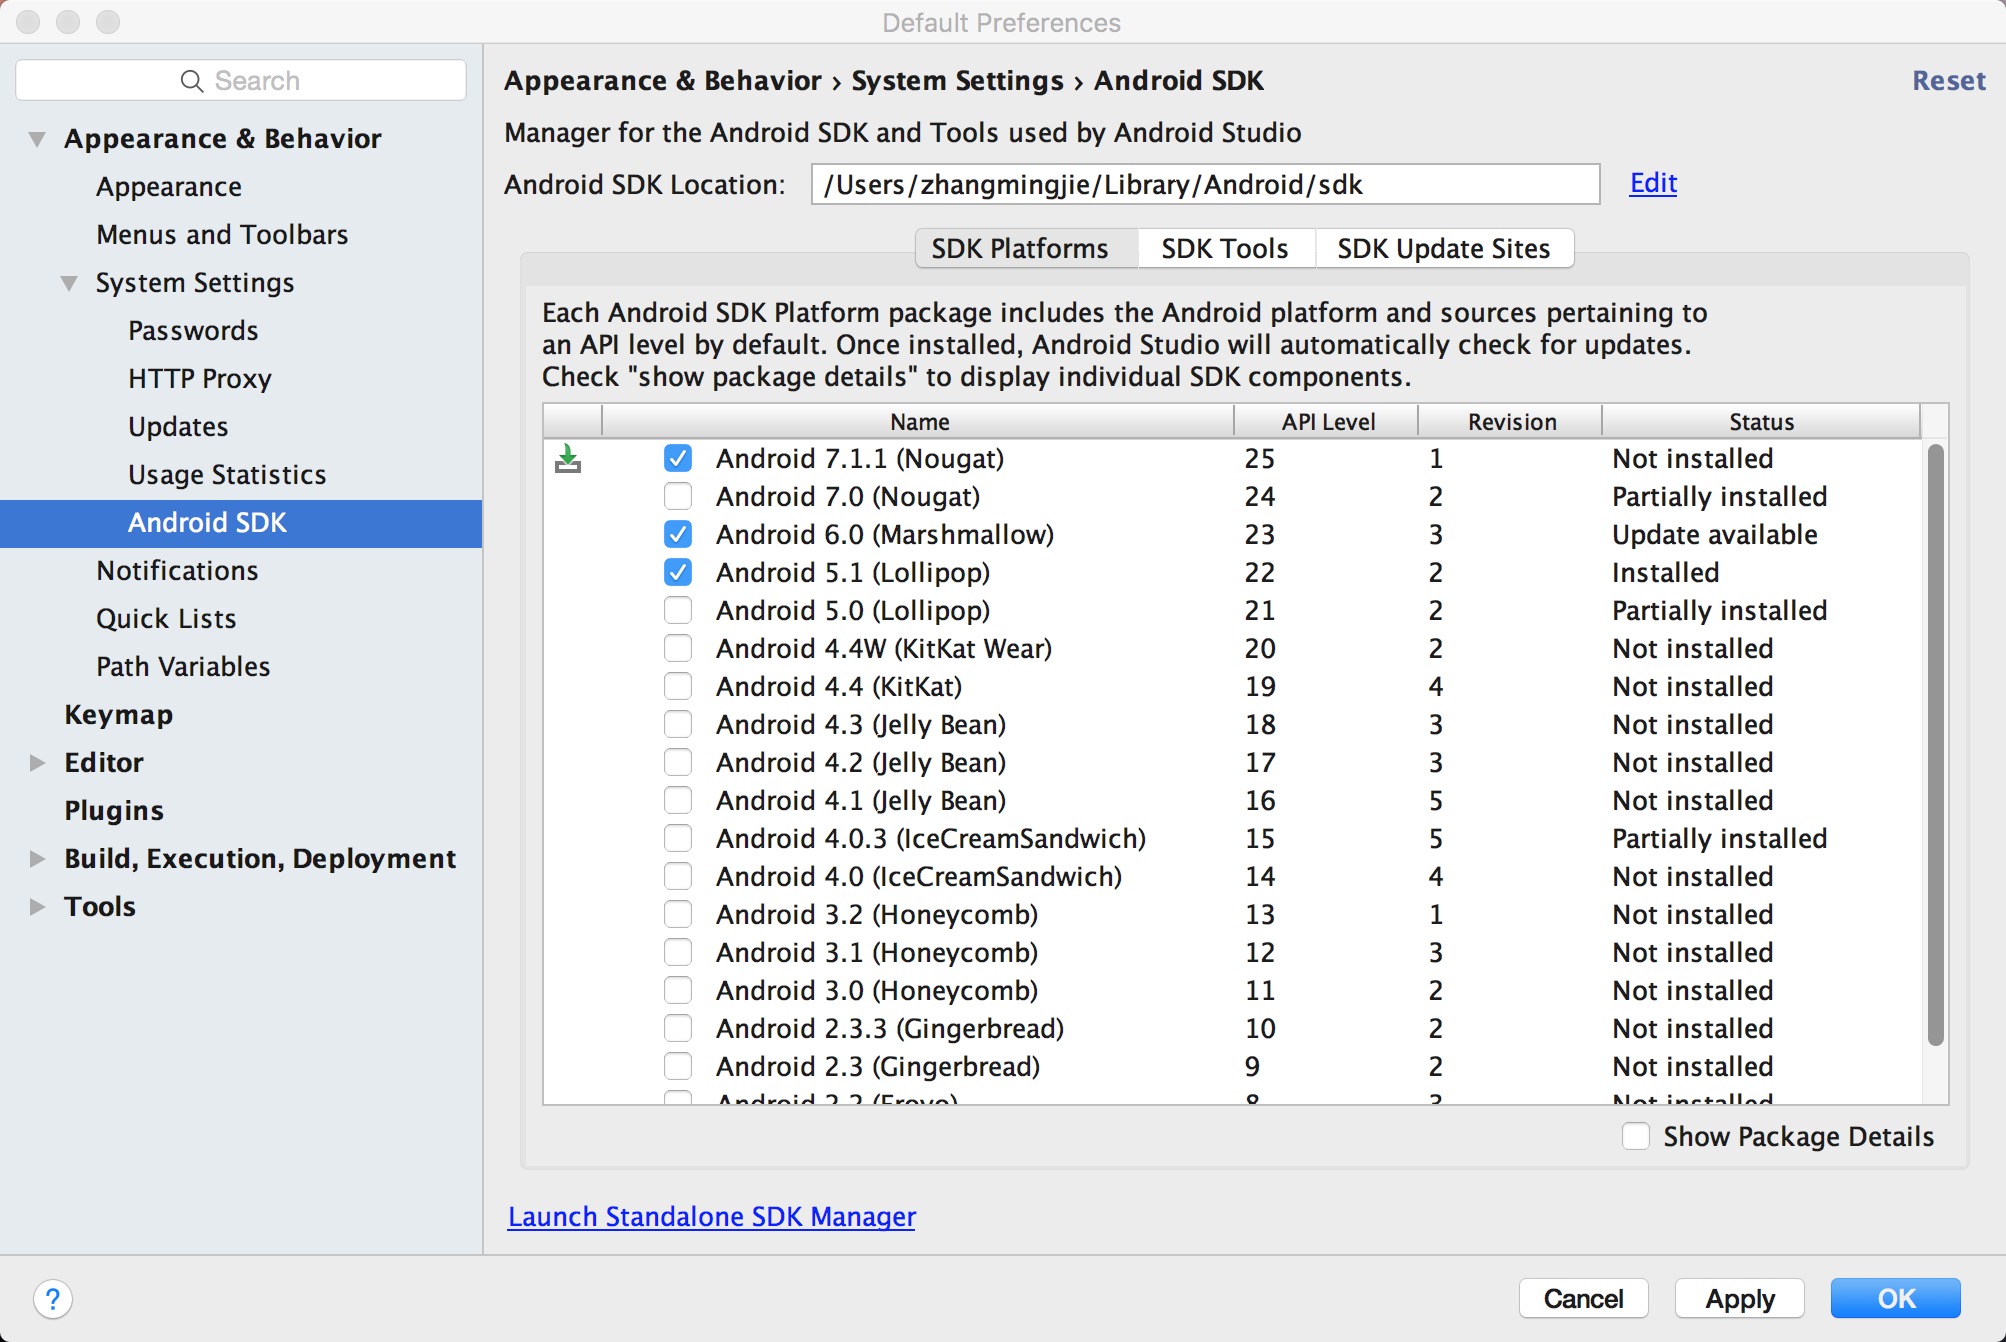 Default Preferences
Search
Appearance & Behavior
Appearance
Menus and Toolbars
System Settings
Passwords
HTTP Proxy
Updates
Usage Statistics
Android SDK
Notifications
Quick Lists
Path Variables
Keymap
Editor
Plugins
Build, Execution, Deployment
Tools
Appearance & Behavior › System Settings › Android SDK
Reset
Manager for the Android SDK and Tools used by Android Studio
Android SDK Location: /Users/zhangmingjie/Library/Android/sdk Edit
SDK Platforms SDK Tools SDK Update Sites
Each Android SDK Platform package includes the Android platform and sources pertaining to
an API level by default. Once installed, Android Studio will automatically check for updates.
Check "show package details" to display individual SDK components.
Name API Level Revision Status
Android 7.1.1 (Nougat) 25 1 Not installed
Android 7.0 (Nougat) 24 2 Partially installed
Android 6.0 (Marshmallow) 23 3 Update available
Android 5.1 (Lollipop) 22 2 Installed
Android 5.0 (Lollipop) 21 2 Partially installed
Android 4.4W (KitKat Wear) 20 2 Not installed
Android 4.4 (KitKat) 19 4 Not installed
Android 4.3 (Jelly Bean) 18 3 Not installed
Android 4.2 (Jelly Bean) 17 3 Not installed
Android 4.1 (Jelly Bean) 16 5 Not installed
Android 4.0.3 (IceCreamSandwich) 15 5 Partially installed
Android 4.0 (IceCreamSandwich) 14 4 Not installed
Android 3.2 (Honeycomb) 13 1 Not installed
Android 3.1 (Honeycomb) 12 3 Not installed
Android 3.0 (Honeycomb) 11 2 Not installed
Android 2.3.3 (Gingerbread) 10 2 Not installed
Android 2.3 (Gingerbread) 9 2 Not installed
Android 2.2 (Froyo) 8 3 Not installed
Show Package Details
Launch Standalone SDK Manager
?
Cancel Apply OK